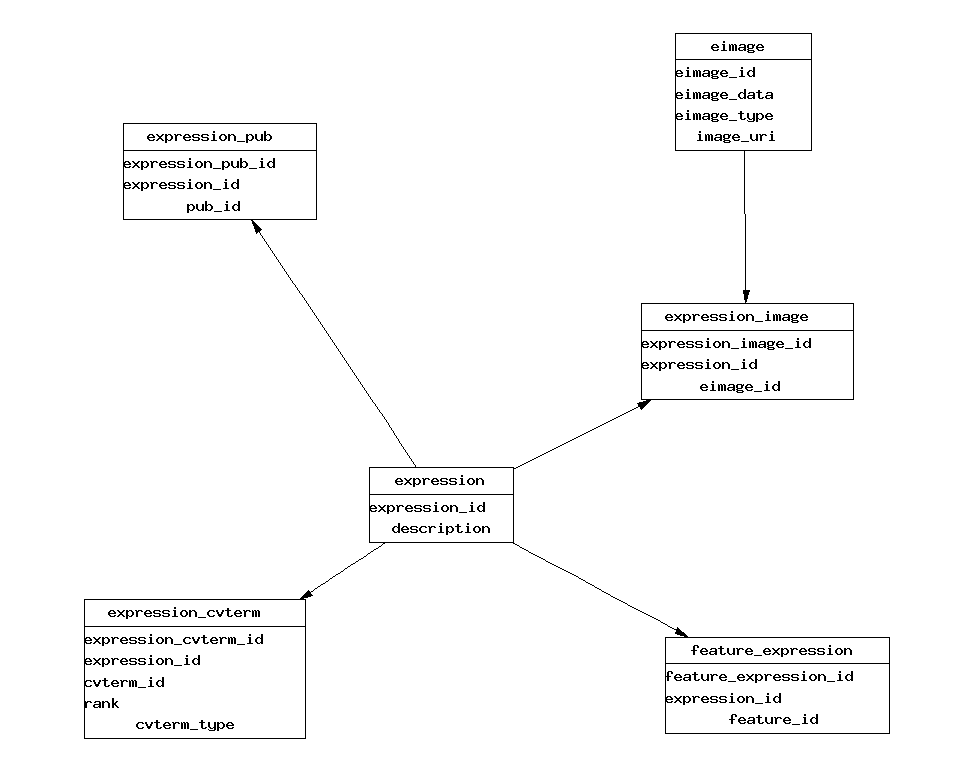 eimage
eimage_id
eimage_data
eimage_type
image_uri
expression_pub
expression_pub_id
expression_id
pub_id
expression_image
expression_image_id
expression_id
eimage_id
expression
expression_id
description
expression_cvterm
expression_cvterm_id
expression_id
cvterm_id
rank
cvterm_type
feature_expression
feature_expression_id
expression_id
feature_id